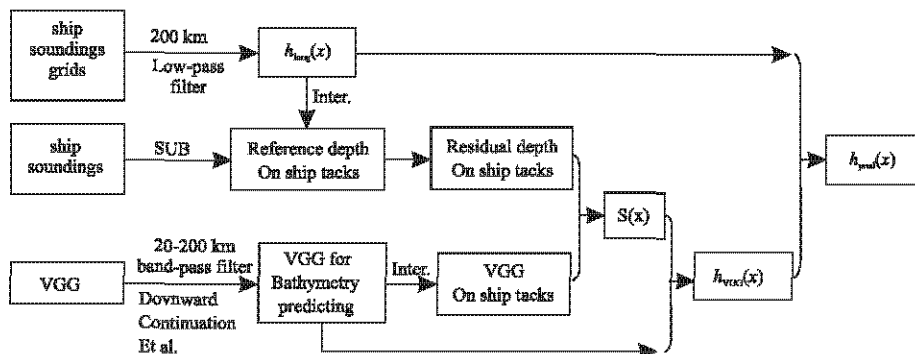 ship
soundings
grids
200 km
Low-pass
filter
h_long(x)
Inter.
ship
soundings
SUB
Reference depth
On ship tacks
Residual depth
On ship tacks
h_pred(x)
S(x)
VGG
20-200 km
band-pass filter
Downward
Continuation
Et al.
VGG for
Bathymetry
predicting
Inter.
VGG
On ship tacks
h_VGG(x)